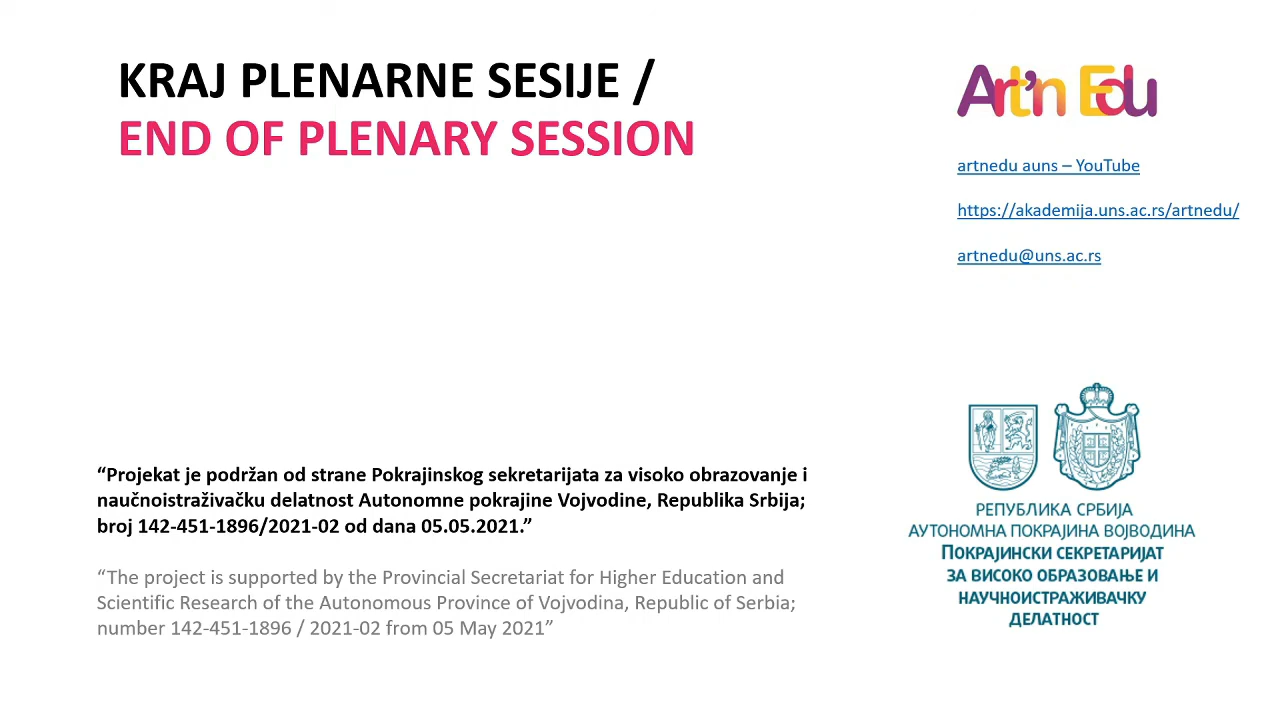 KRAJ PLENARNE SESIJE /
END OF PLENARY SESSION
Art'n Edu
artnedu auns – YouTube
https://akademija.uns.ac.rs/artnedu/
artnedu@uns.ac.rs
“Projekat je podržan od strane Pokrajinskog sekretarijata za visoko obrazovanje i
naučnoistraživačku delatnost Autonomne pokrajine Vojvodine, Republika Srbija;
broj 142-451-1896/2021-02 od dana 05.05.2021.”
“The project is supported by the Provincial Secretariat for Higher Education and
Scientific Research of the Autonomous Province of Vojvodina, Republic of Serbia;
number 142-451-1896 / 2021-02 from 05 May 2021”
РЕПУБЛИКА СРБИЈА
АУТОНОМНА ПОКРАЈИНА ВОЈВОДИНА
ПОКРАЈИНСКИ СЕКРЕТАРИЈАТ
ЗА ВИСОКО ОБРАЗОВАЊЕ И
НАУЧНОИСТРАЖИВАЧКУ
ДЕЛАТНОСТ